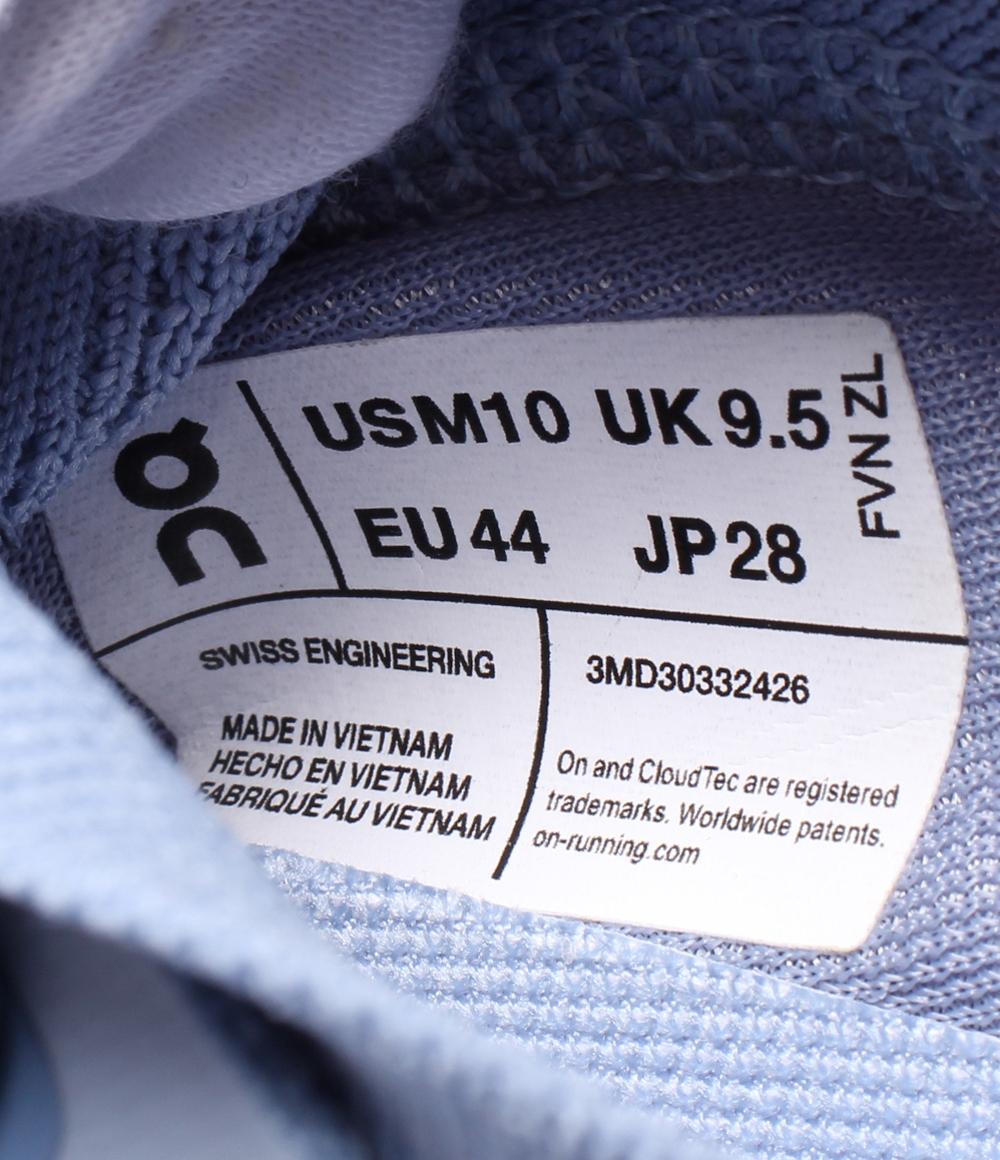 On
USM10 UK 9.5
EU 44 JP 28
FVN ZL
SWISS ENGINEERING
MADE IN VIETNAM
HECHO EN VIETNAM
FABRIQUÉ AU VIETNAM
3MD30332426
On and CloudTec are registered
trademarks. Worldwide patents.
on-running.com